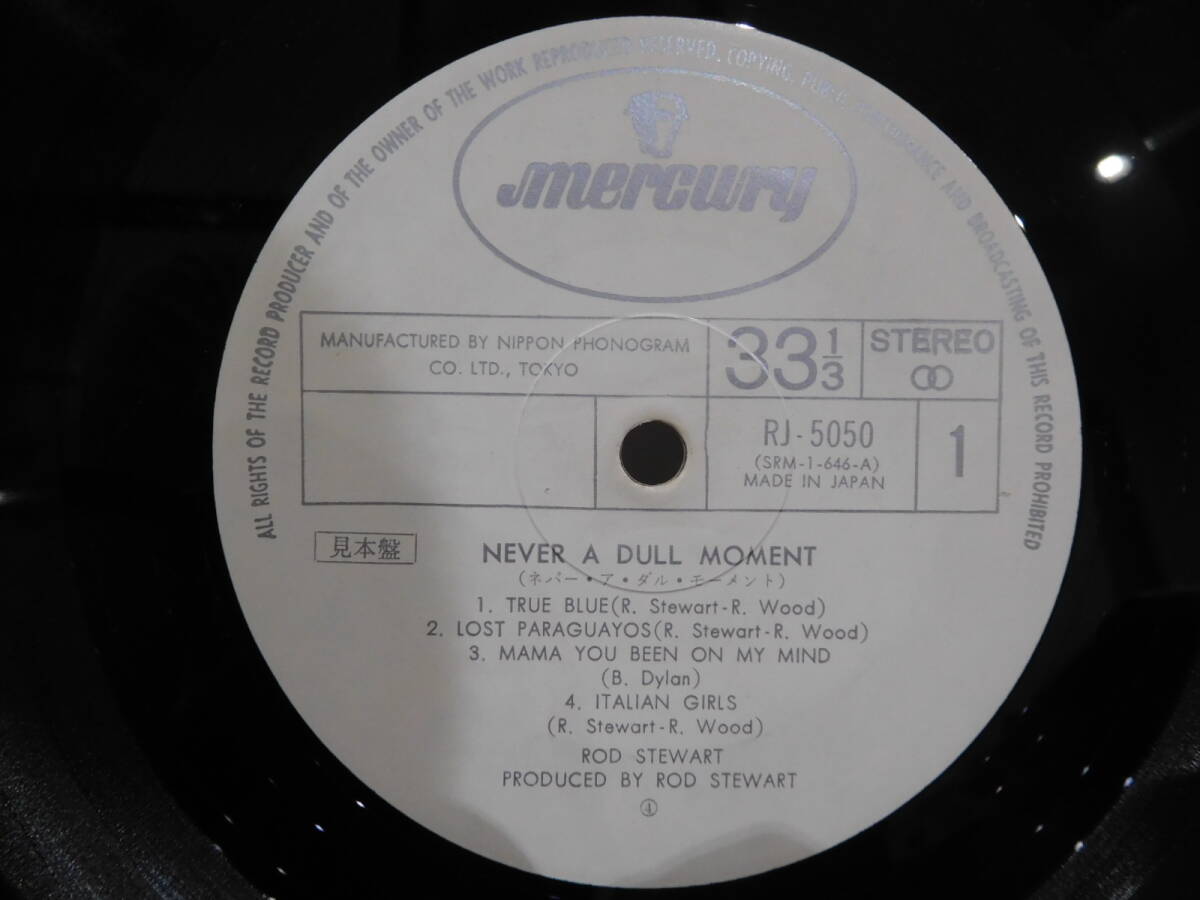 ALL RIGHTS OF THE RECORD PRODUCER AND OF THE OWNER OF THE WORK REPRODUCED RESERVED. COPYING, PUBLIC PERFORMANCE AND BROADCASTING OF THIS RECORD PROHIBITED
mercury
MANUFACTURED BY NIPPON PHONOGRAM
CO. LTD., TOKYO
33 1/3
STEREO
RJ-5050
(SRM-1-646-A)
MADE IN JAPAN
1
見本盤
NEVER A DULL MOMENT
(ネバー・ア・ダル・モーメント)
1. TRUE BLUE(R. Stewart-R. Wood)
2. LOST PARAGUAYOS(R. Stewart-R. Wood)
3. MAMA YOU BEEN ON MY MIND
(B. Dylan)
4. ITALIAN GIRLS
(R. Stewart-R. Wood)
ROD STEWART
PRODUCED BY ROD STEWART
④